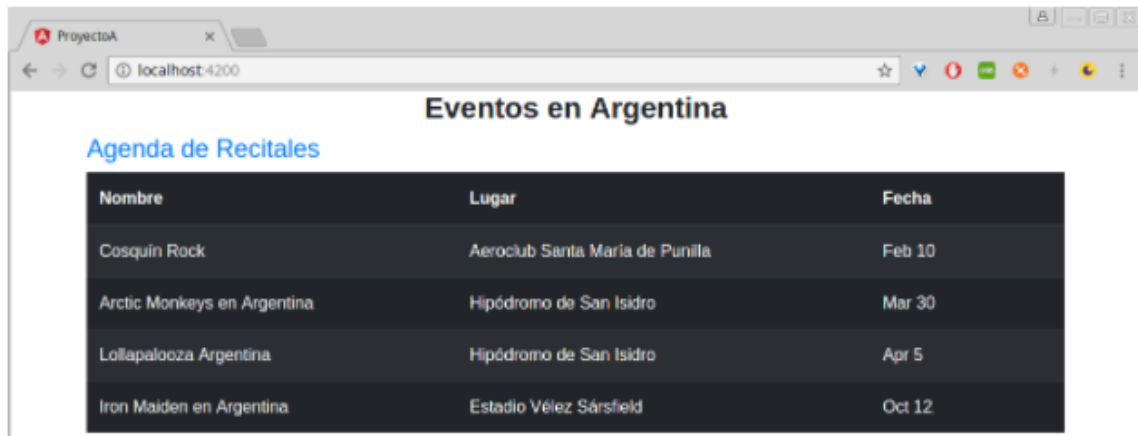 ProyectoA
localhost:4200
Eventos en Argentina
Agenda de Recitales
Nombre Lugar Fecha
Cosquín Rock Aeroclub Santa María de Punilla Feb 10
Arctic Monkeys en Argentina Hipódromo de San Isidro Mar 30
Lollapalooza Argentina Hipódromo de San Isidro Apr 5
Iron Maiden en Argentina Estadio Vélez Sársfield Oct 12